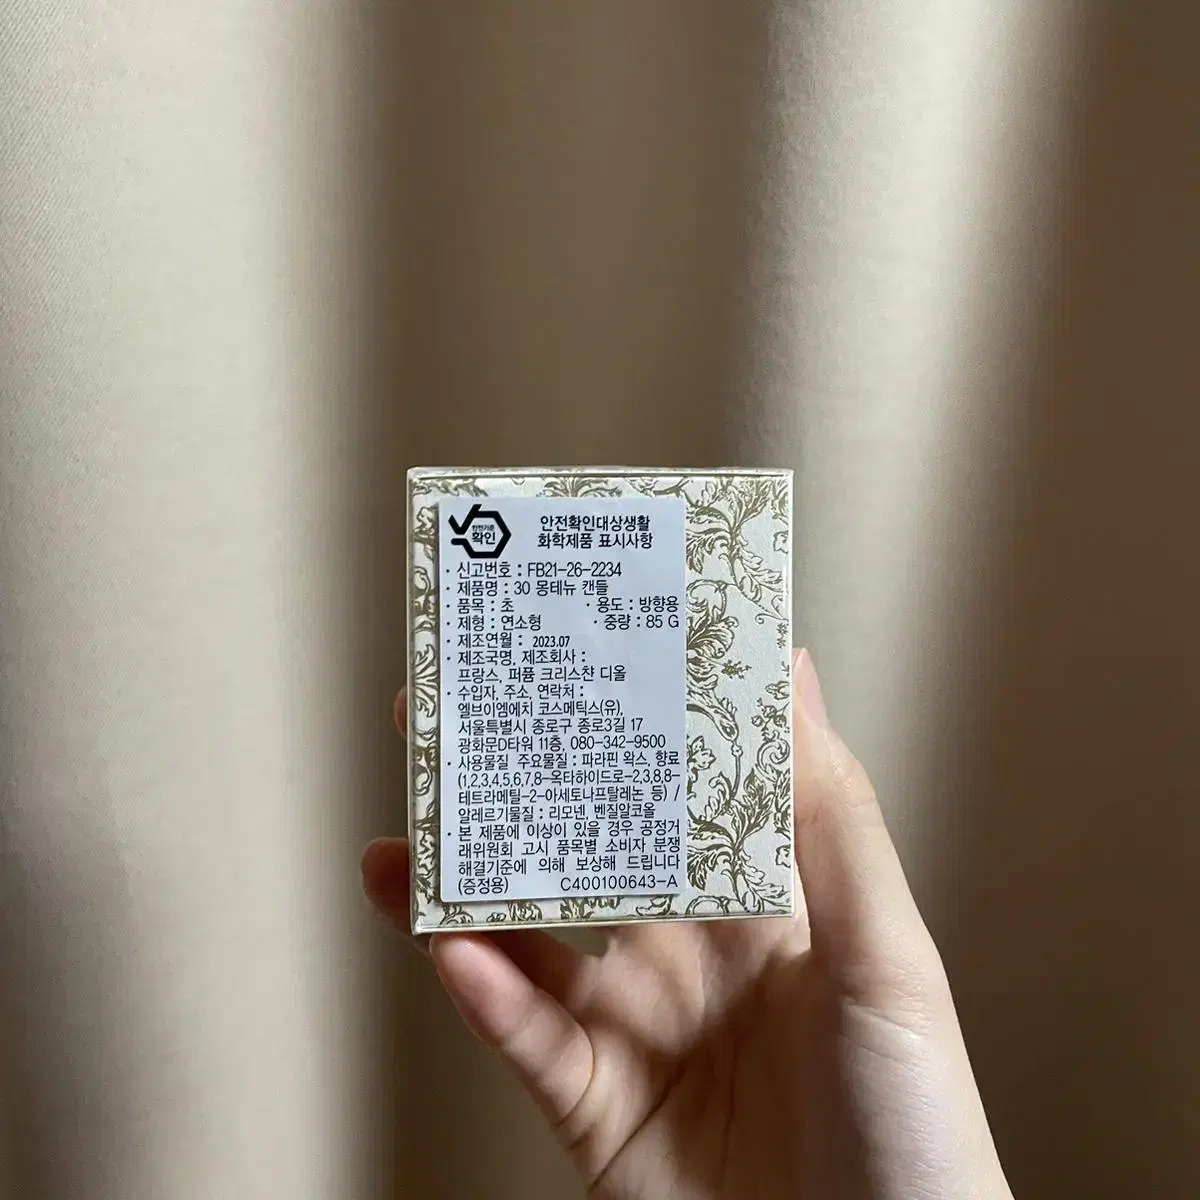 안전기준
확인
안전확인대상생활
화학제품 표시사항
· 신고번호 : FB21-26-2234
· 제품명 : 30 몽테뉴 캔들
· 품목 : 초 · 용도 : 방향용
· 제형 : 연소형 · 중량 : 85 G
· 제조연월 : 2023.07
· 제조국명, 제조회사 :
프랑스, 퍼퓸 크리스챤 디올
· 수입자, 주소, 연락처 :
엘브이엠에치 코스메틱스(유),
서울특별시 종로구 종로3길 17
광화문D타워 11층, 080-342-9500
· 사용물질 주요물질 : 파라핀 왁스, 향료
(1,2,3,4,5,6,7,8-옥타하이드로-2,3,8,8-
테트라메틸-2-아세토나프탈레논 등) /
알레르기물질 : 리모넨, 벤질알코올
· 본 제품에 이상이 있을 경우 공정거
래위원회 고시 품목별 소비자 분쟁
해결기준에 의해 보상해 드립니다
(증정용) C400100643-A